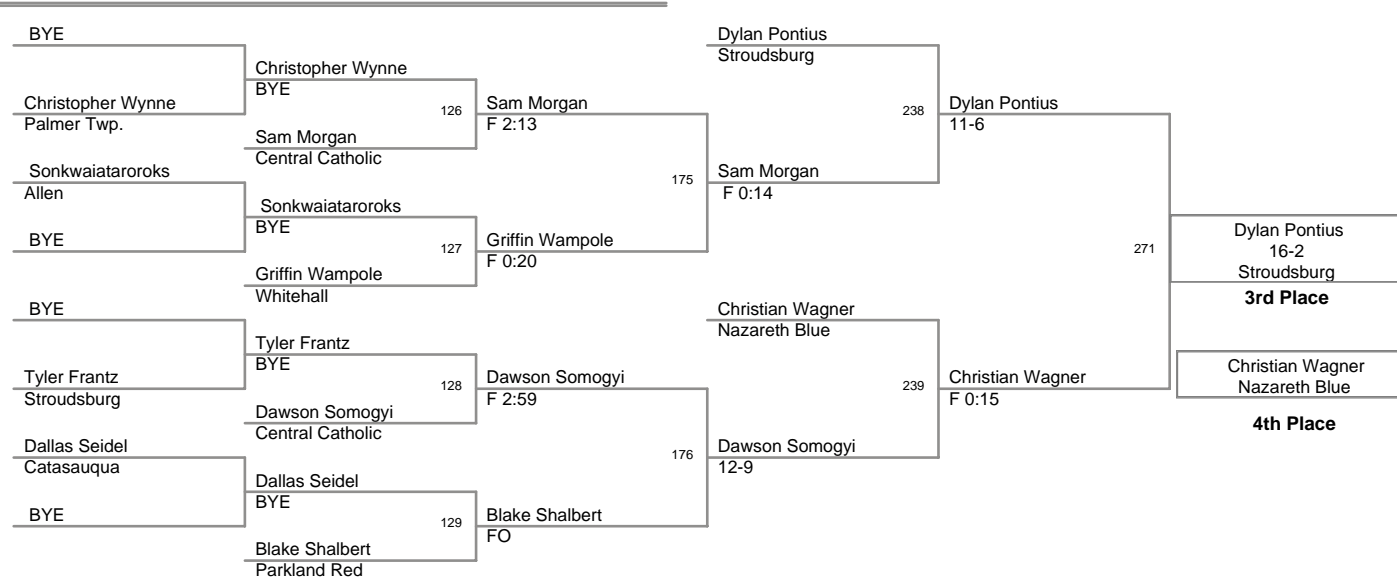 BYE
Christopher Wynne
Palmer Twp.
Sonkwaiataroroks
Allen
BYE
BYE
Tyler Frantz
Stroudsburg
Dallas Seidel
Catasauqua
BYE
Christopher Wynne
BYE
126
Sam Morgan
Central Catholic
Sonkwaiataroroks
BYE
127
Griffin Wampole
Whitehall
Tyler Frantz
BYE
128
Dawson Somogyi
Central Catholic
Dallas Seidel
BYE
129
Blake Shalbert
Parkland Red
Sam Morgan
F 2:13
175
Griffin Wampole
F 0:20
Dawson Somogyi
F 2:59
176
Blake Shalbert
FO
Dylan Pontius
Stroudsburg
238
Sam Morgan
F 0:14
Christian Wagner
Nazareth Blue
239
Dawson Somogyi
12-9
Dylan Pontius
11-6
271
Christian Wagner
F 0:15
Dylan Pontius
16-2
Stroudsburg
3rd Place
Christian Wagner
Nazareth Blue
4th Place